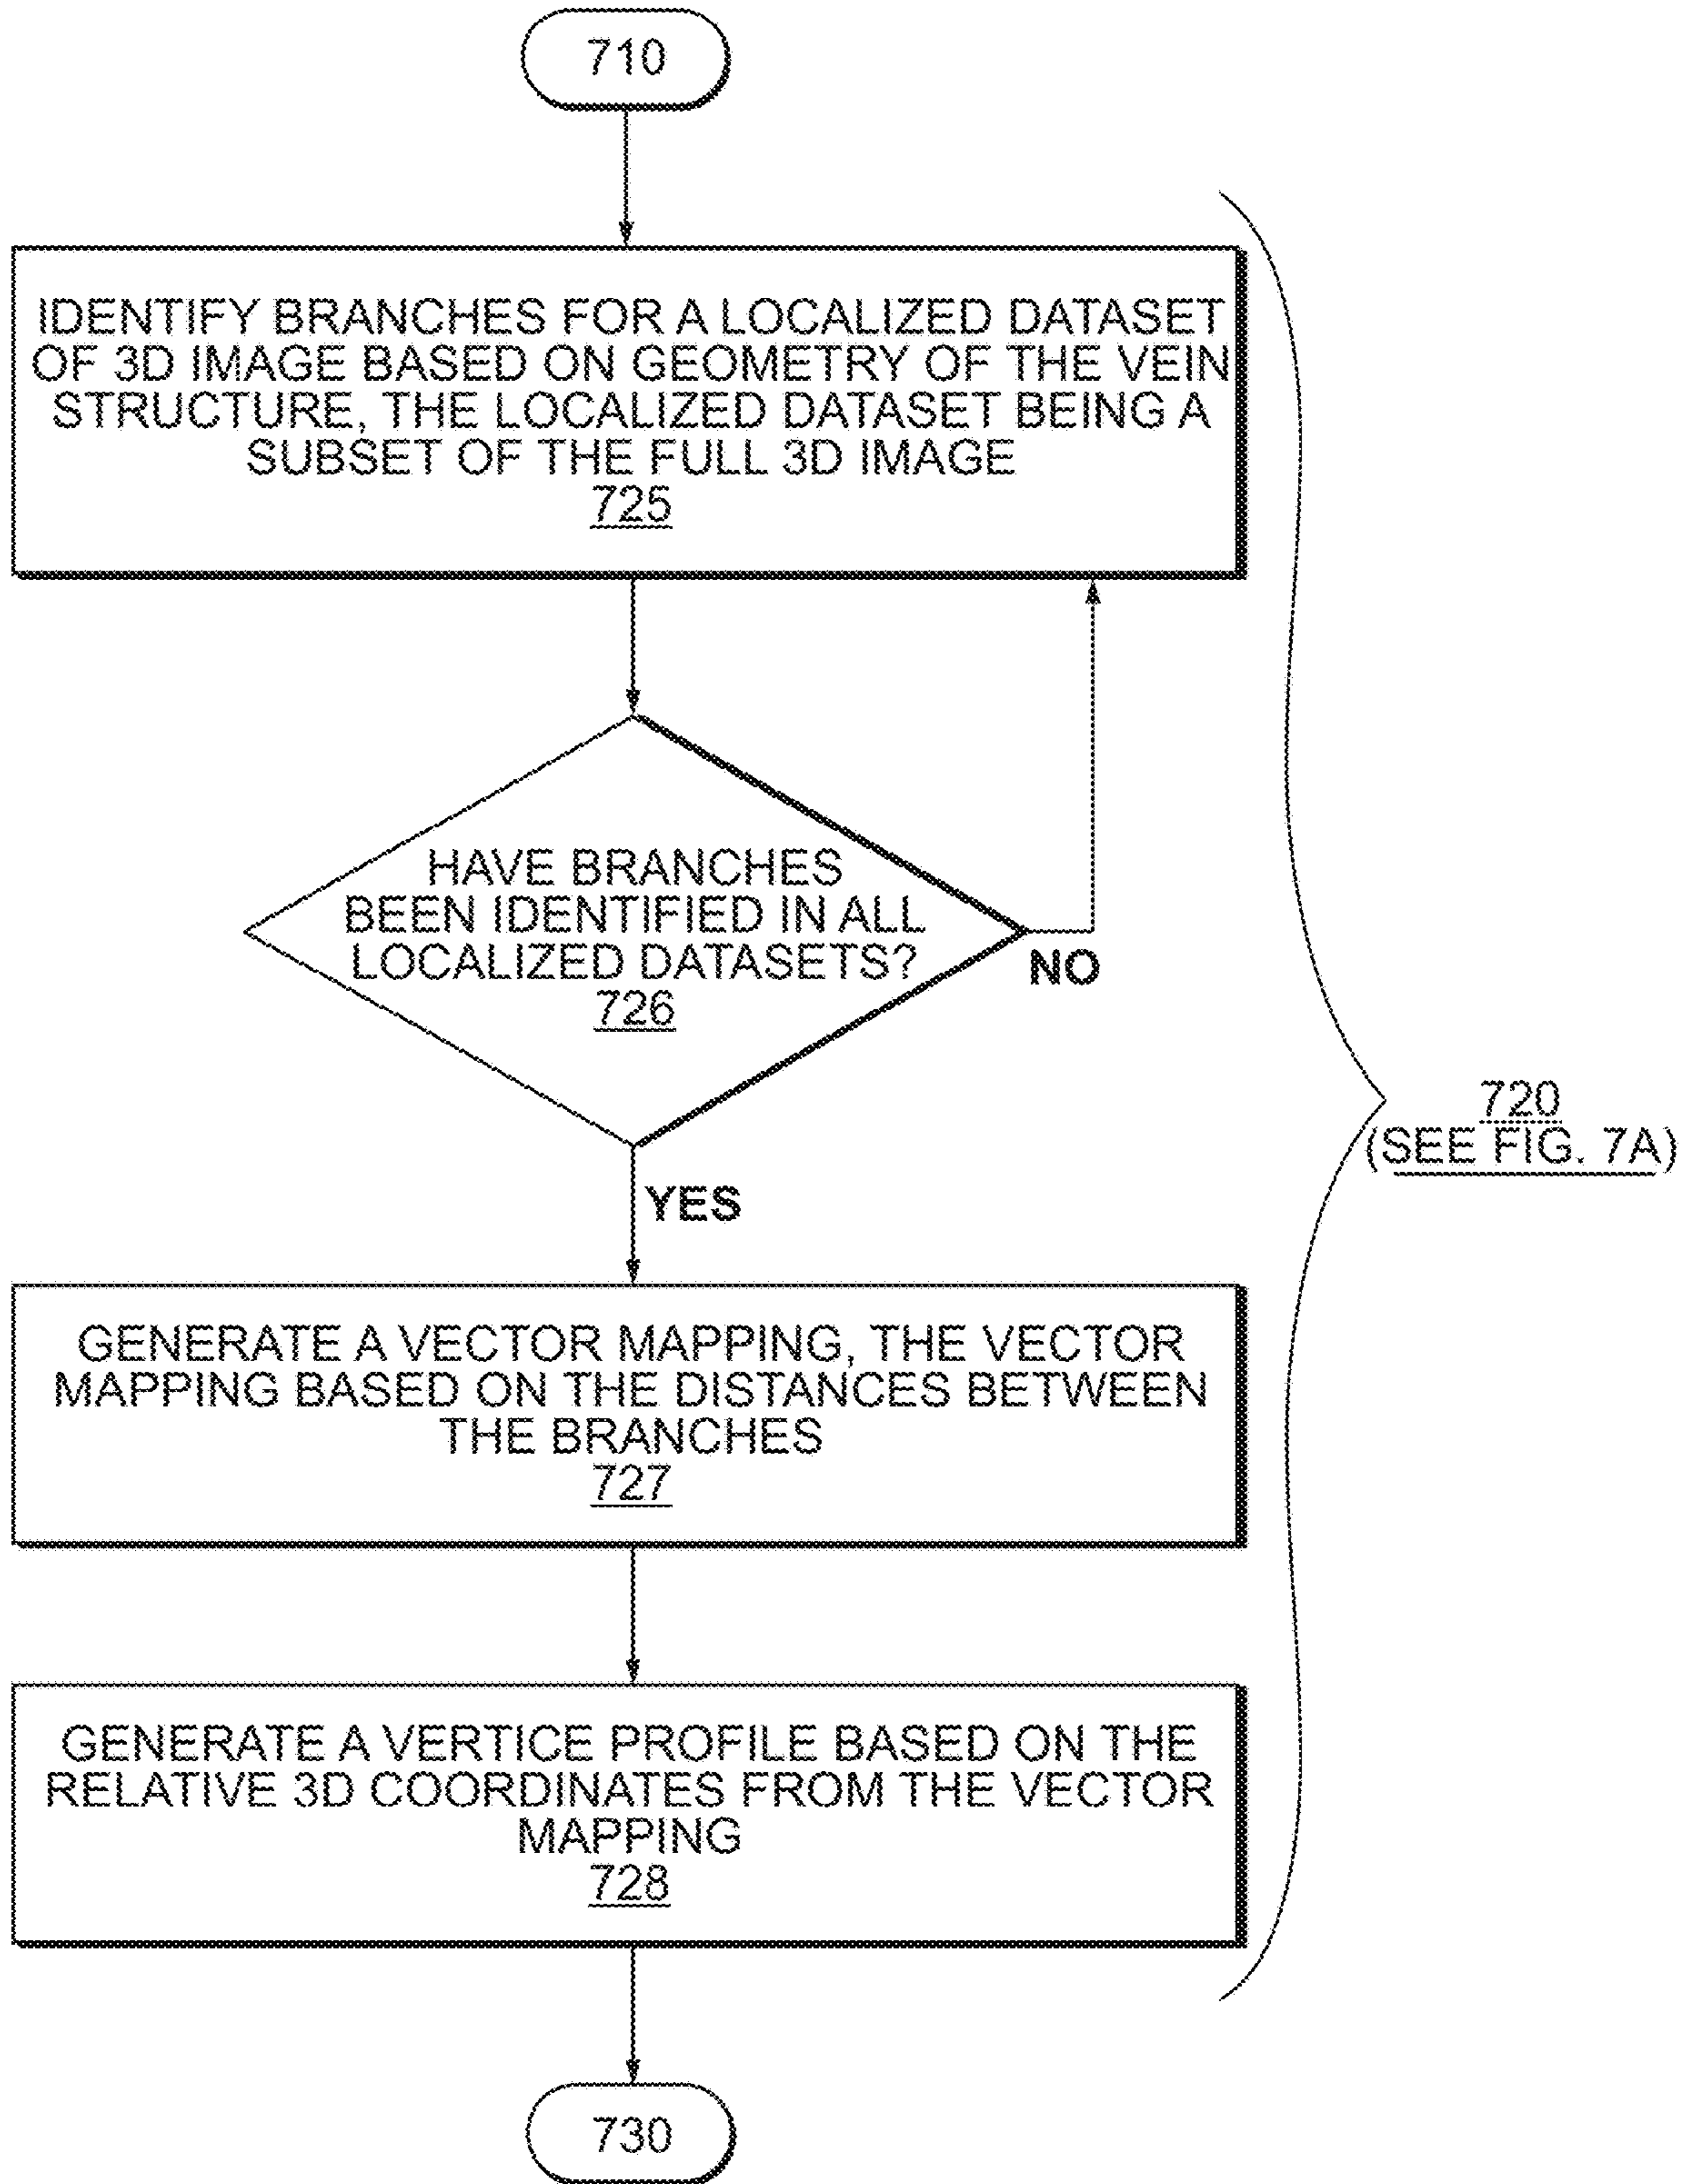 710
IDENTIFY BRANCHES FOR A LOCALIZED DATASET
OF 3D IMAGE BASED ON GEOMETRY OF THE VEIN
STRUCTURE, THE LOCALIZED DATASET BEING A
SUBSET OF THE FULL 3D IMAGE
725
HAVE BRANCHES
BEEN IDENTIFIED IN ALL
LOCALIZED DATASETS?
726
NO
YES
720
(SEE FIG. 7A)
GENERATE A VECTOR MAPPING, THE VECTOR
MAPPING BASED ON THE DISTANCES BETWEEN
THE BRANCHES
727
GENERATE A VERTICE PROFILE BASED ON THE
RELATIVE 3D COORDINATES FROM THE VECTOR
MAPPING
728
730